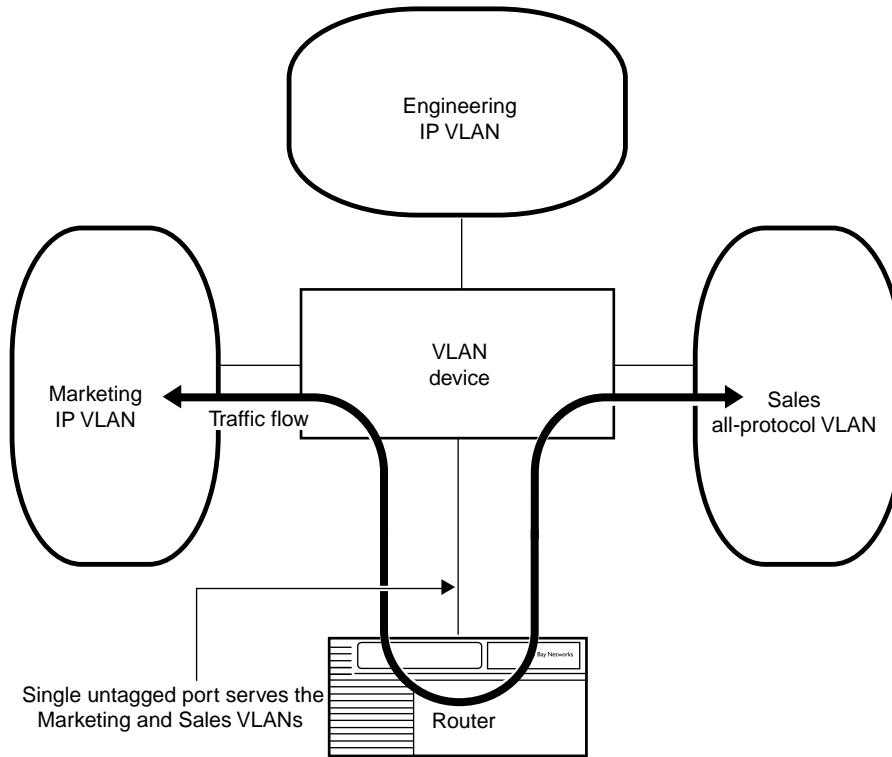 Engineering
IP VLAN
VLAN
device
Marketing
IP VLAN
Traffic flow
Sales
all-protocol VLAN
Bay Networks
Single untagged port serves the
Marketing and Sales VLANs
Router